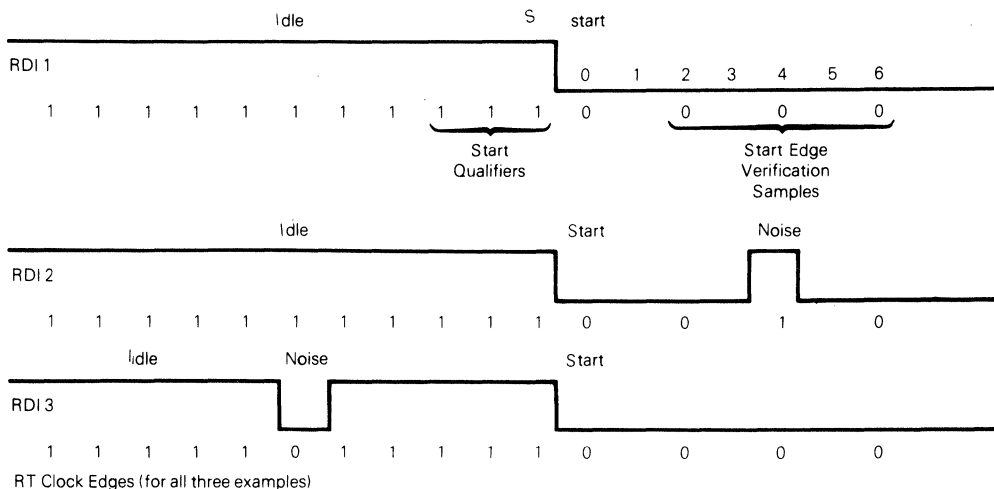 Idle S start
RDI 1
0 1 2 3 4 5 6
1 1 1 1 1 1 1 1 1 1 1 0 0 0 0
Start Qualifiers
Start Edge Verification Samples
Idle Start Noise
RDI 2
1 1 1 1 1 1 1 1 1 1 1 0 0 1 0
Idle Noise Start
RDI 3
1 1 1 1 1 0 1 1 1 1 1 0 0 0 0
RT Clock Edges (for all three examples)